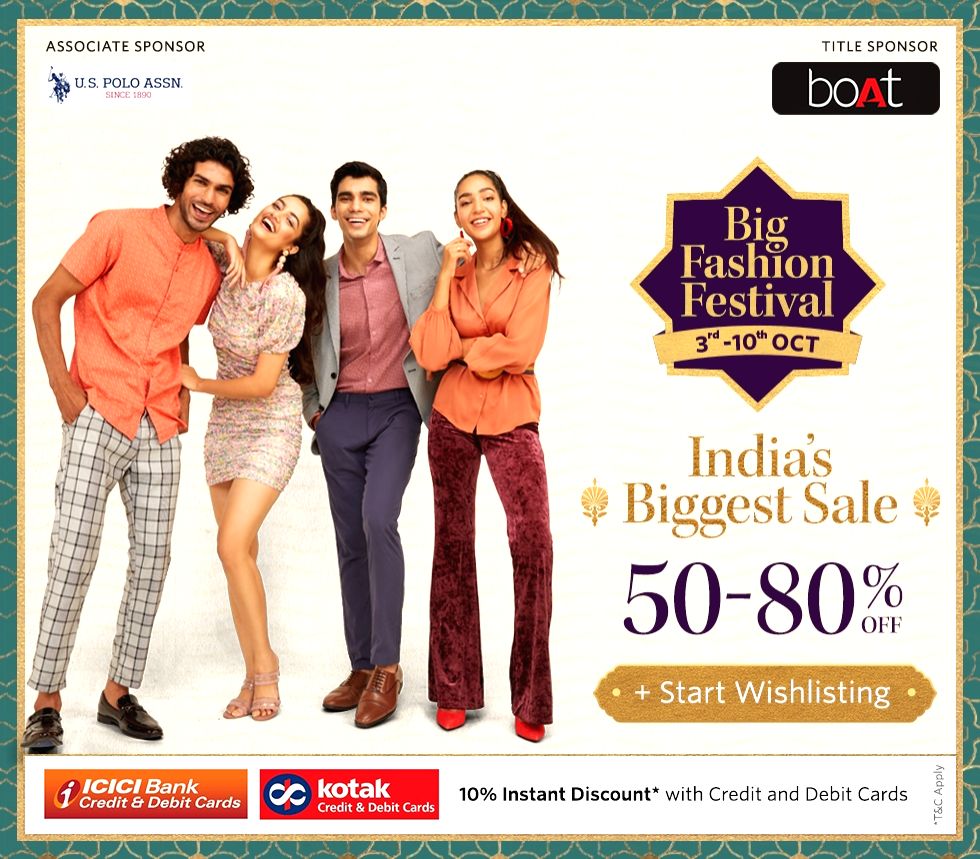 ASSOCIATE SPONSOR
U.S. POLO ASSN.
SINCE 1890
TITLE SPONSOR
boAt
Big
Fashion
Festival
3rd -10th OCT
India's
Biggest Sale
50-80% OFF
+ Start Wishlisting
ICICI Bank
Credit & Debit Cards
kotak
Credit & Debit Cards
10% Instant Discount* with Credit and Debit Cards
*T&C Apply